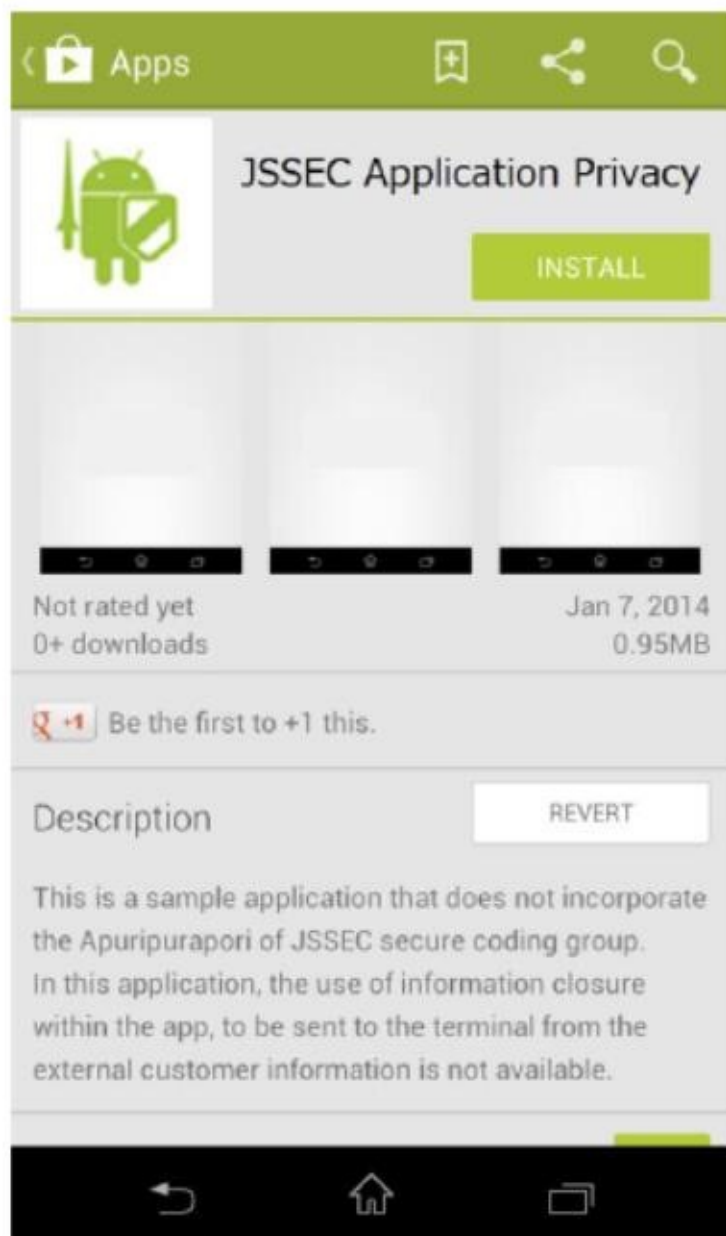 Apps
JSSEC Application Privacy
INSTALL
Not rated yet
Jan 7, 2014
0+ downloads
0.95MB
+1
Be the first to +1 this.
Description
REVERT
This is a sample application that does not incorporate
the Apuripurapori of JSSEC secure coding group.
In this application, the use of information closure
within the app, to be sent to the terminal from the
external customer information is not available.